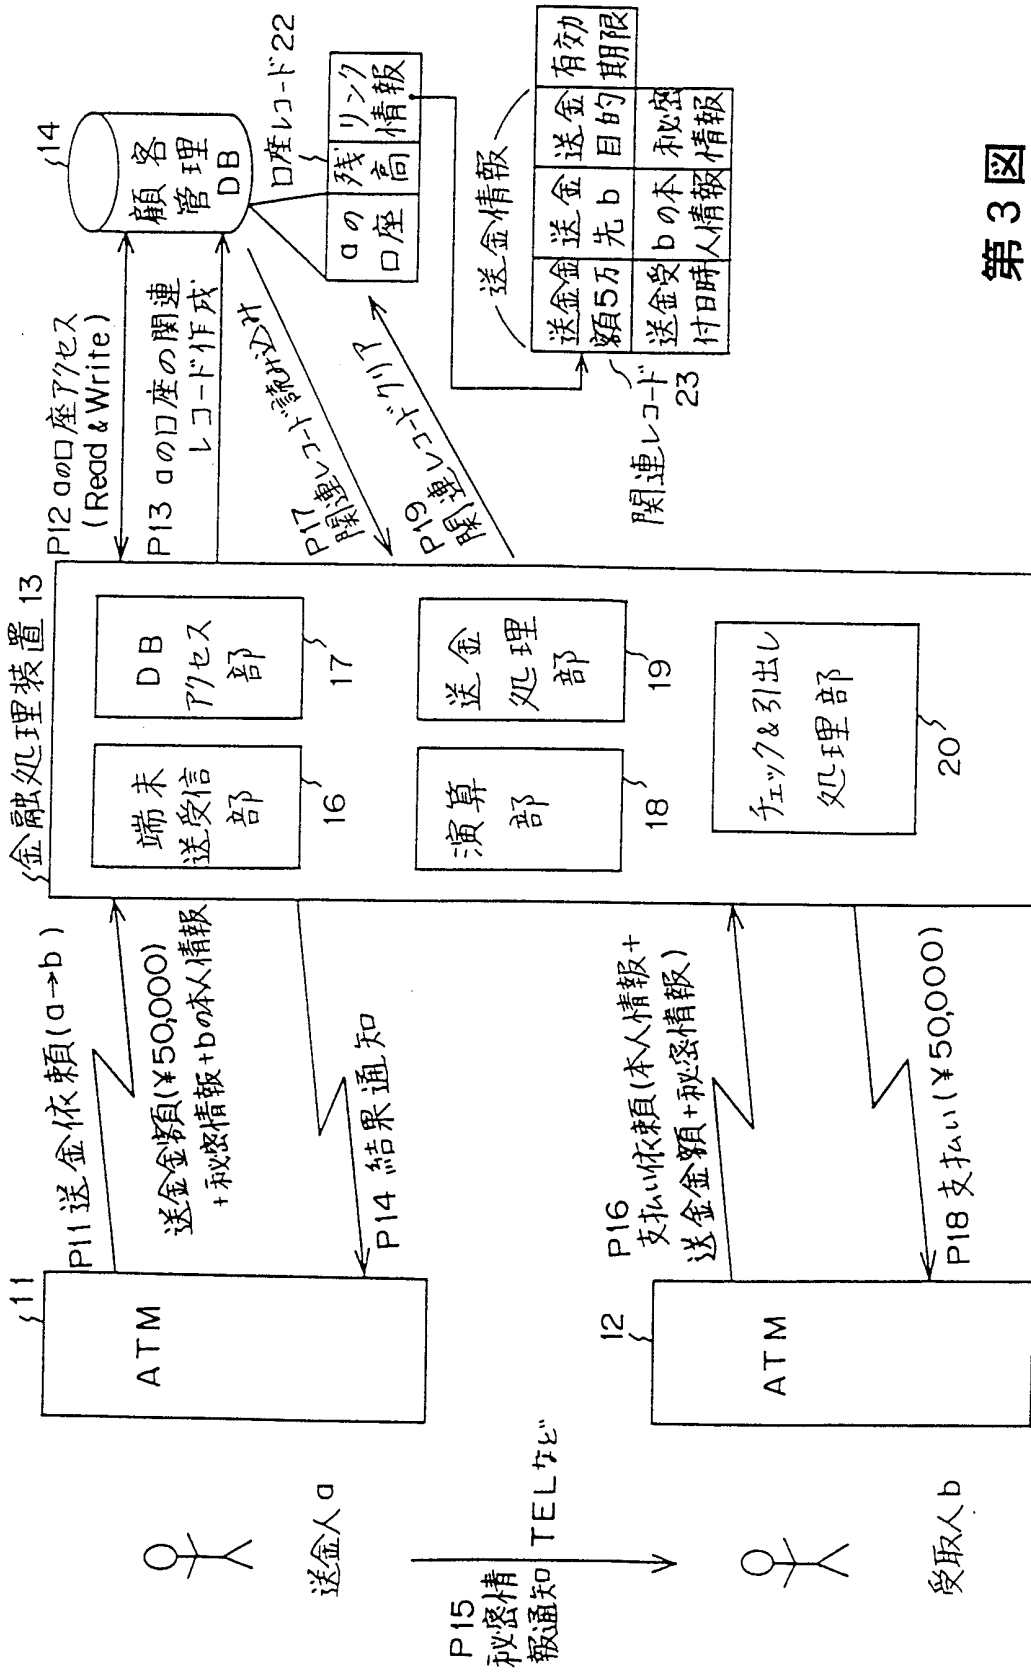 P15
秘密情
報通知
TELなど
送金人a
受取人b
11
ATM
12
ATM
P11 送金依頼(a→b)
送金金額(¥50,000)
+秘密情報+bの本人情報
P14 結果通知
P16
支払い依頼(本人情報+
送金金額+秘密情報)
P18 支払い(¥50,000)
金融処理装置13
端末
送受信
部
16
DB
アクセス
部
17
演算
部
18
送金
処理
部
19
チェック&引出し
処理部
20
P12 aの口座アクセス
(Read&Write)
P13 aの口座の関連
レコード作成
P17
関連レコード読み込み
P19
関連レコードクリア
14
顧客
管理
DB
口座レコード22
aの
口座
残
高
リンク
情報
送金情報
送金金
額5万
送金
先b
送金
目的
有効
期限
送金受
付日時
bの本
人情報
秘密
情報
関連レコード
23
第3図